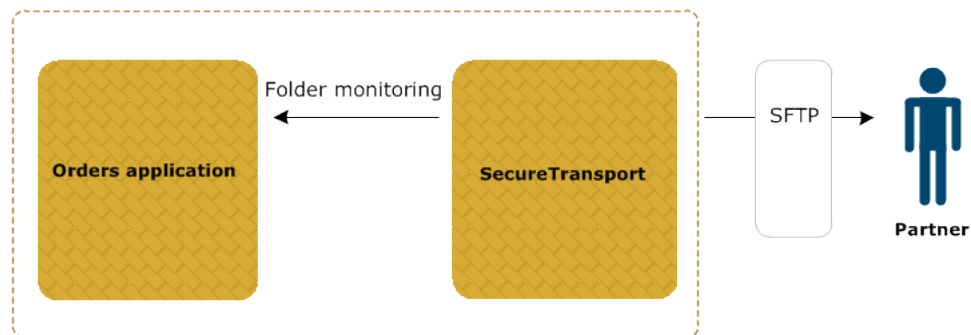 Folder monitoring
Orders application
SecureTransport
SFTP
Partner